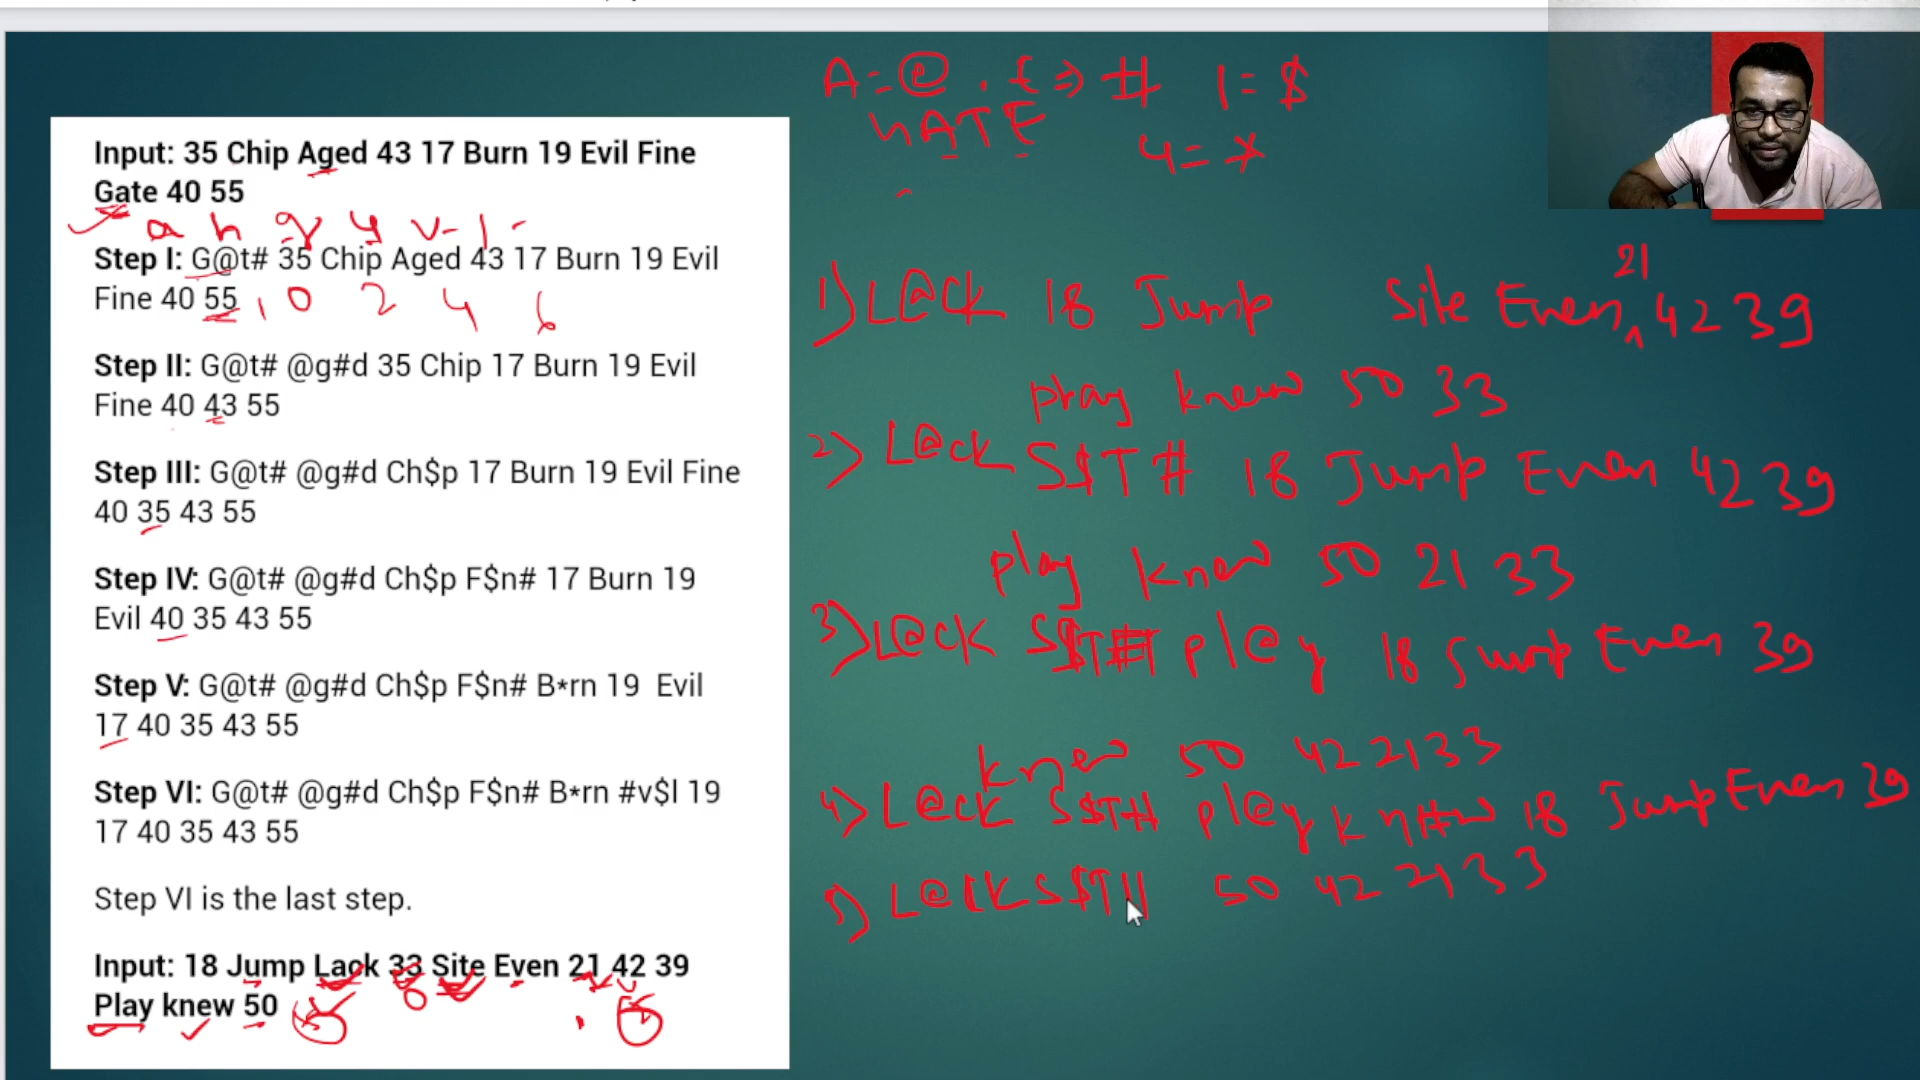 Input: 35 Chip Aged 43 17 Burn 19 Evil Fine
Gate 40 55
a h
Step I: G@t# 35 Chip Aged 43 17 Burn 19 Evil
Fine 40 55
0 2 4 6
Step II: G@t# @g#d 35 Chip 17 Burn 19 Evil
Fine 40 43 55
Step III: G@t# @g#d Ch$p 17 Burn 19 Evil Fine
40 35 43 55
Step IV: G@t# @g#d Ch$p F$n# 17 Burn 19
Evil 40 35 43 55
Step V: G@t# @g#d Ch$p F$n# B*rn 19 Evil
17 40 35 43 55
Step VI: G@t# @g#d Ch$p F$n# B*rn #v$l 19
17 40 35 43 55
Step VI is the last step.
Input: 18 Jump Lack 33 Site Even 21 42 39
Play knew 50
A=@ . E⇒# 1=$
ATE
4=*
21
1) L@CK 18 Jump Site Even 42 39
play knew 50 33
2) L@CK S$T# 18 Jump Even 42 39
play knew 50 21 33
3) L@CK S$T# pl@y 18 Jump Even 39
knew 50 42 21 33
4) L@CK S$T# pl@y kn#w 18 Jump Even 39
50 42 21 33
5) L@CK S$T